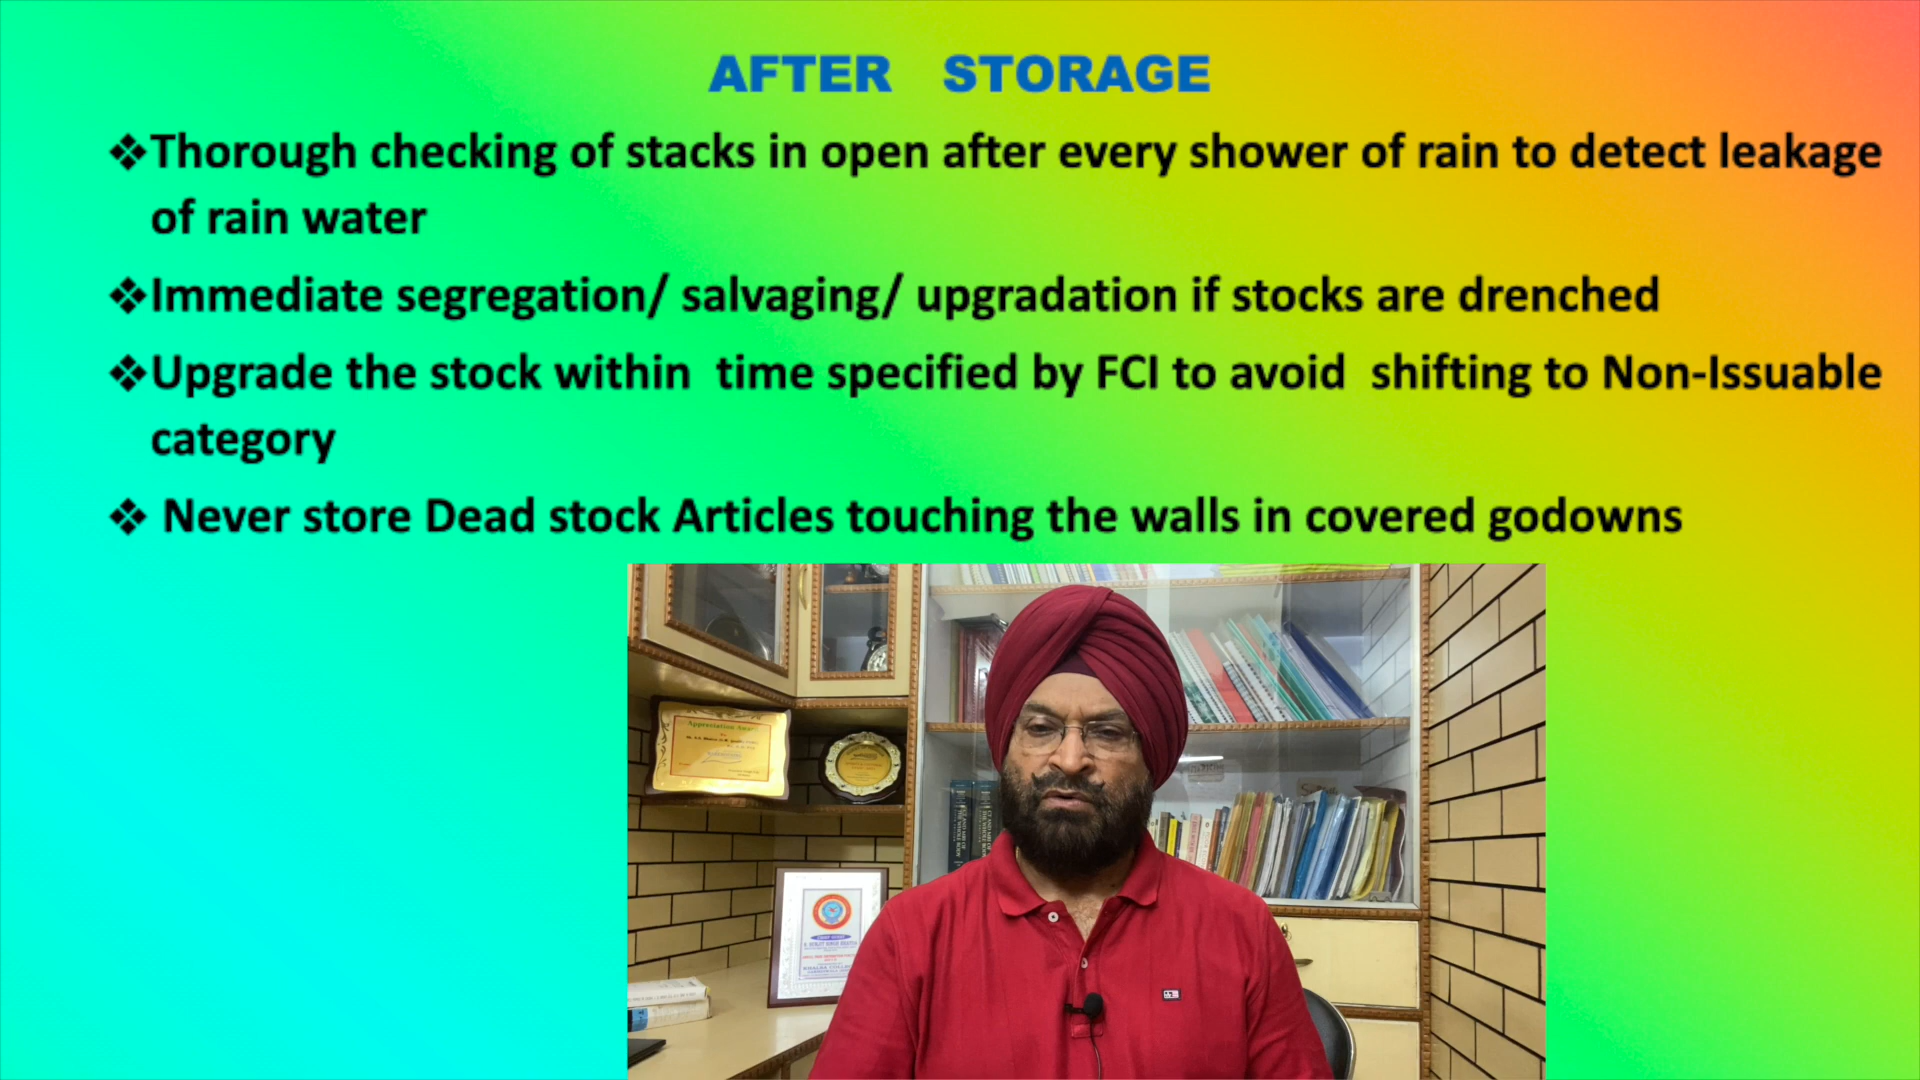 AFTER STORAGE
❖Thorough checking of stacks in open after every shower of rain to detect leakage
of rain water
❖Immediate segregation/ salvaging/ upgradation if stocks are drenched
❖Upgrade the stock within time specified by FCI to avoid shifting to Non-Issuable
category
❖ Never store Dead stock Articles touching the walls in covered godowns
Appreciation Award